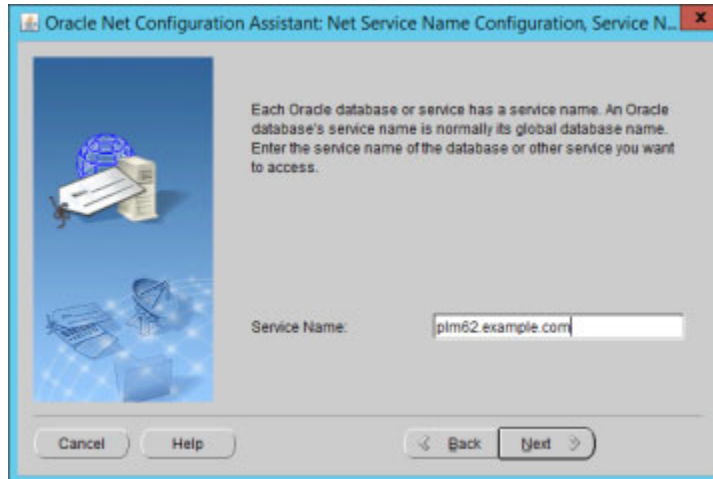 Oracle Net Configuration Assistant: Net Service Name Configuration, Service N...
Each Oracle database or service has a service name. An Oracle
database's service name is normally its global database name.
Enter the service name of the database or other service you want
to access.
Service Name: plm62.example.com
Cancel Help Back Next